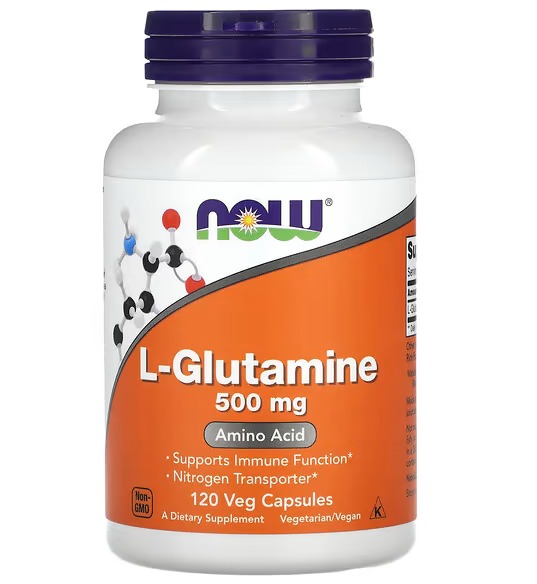 NOW®
L-Glutamine
500 mg
Amino Acid
• Supports Immune Function*
• Nitrogen Transporter*
120 Veg Capsules
Non-
GMO
A Dietary Supplement Vegetarian/Vegan
K